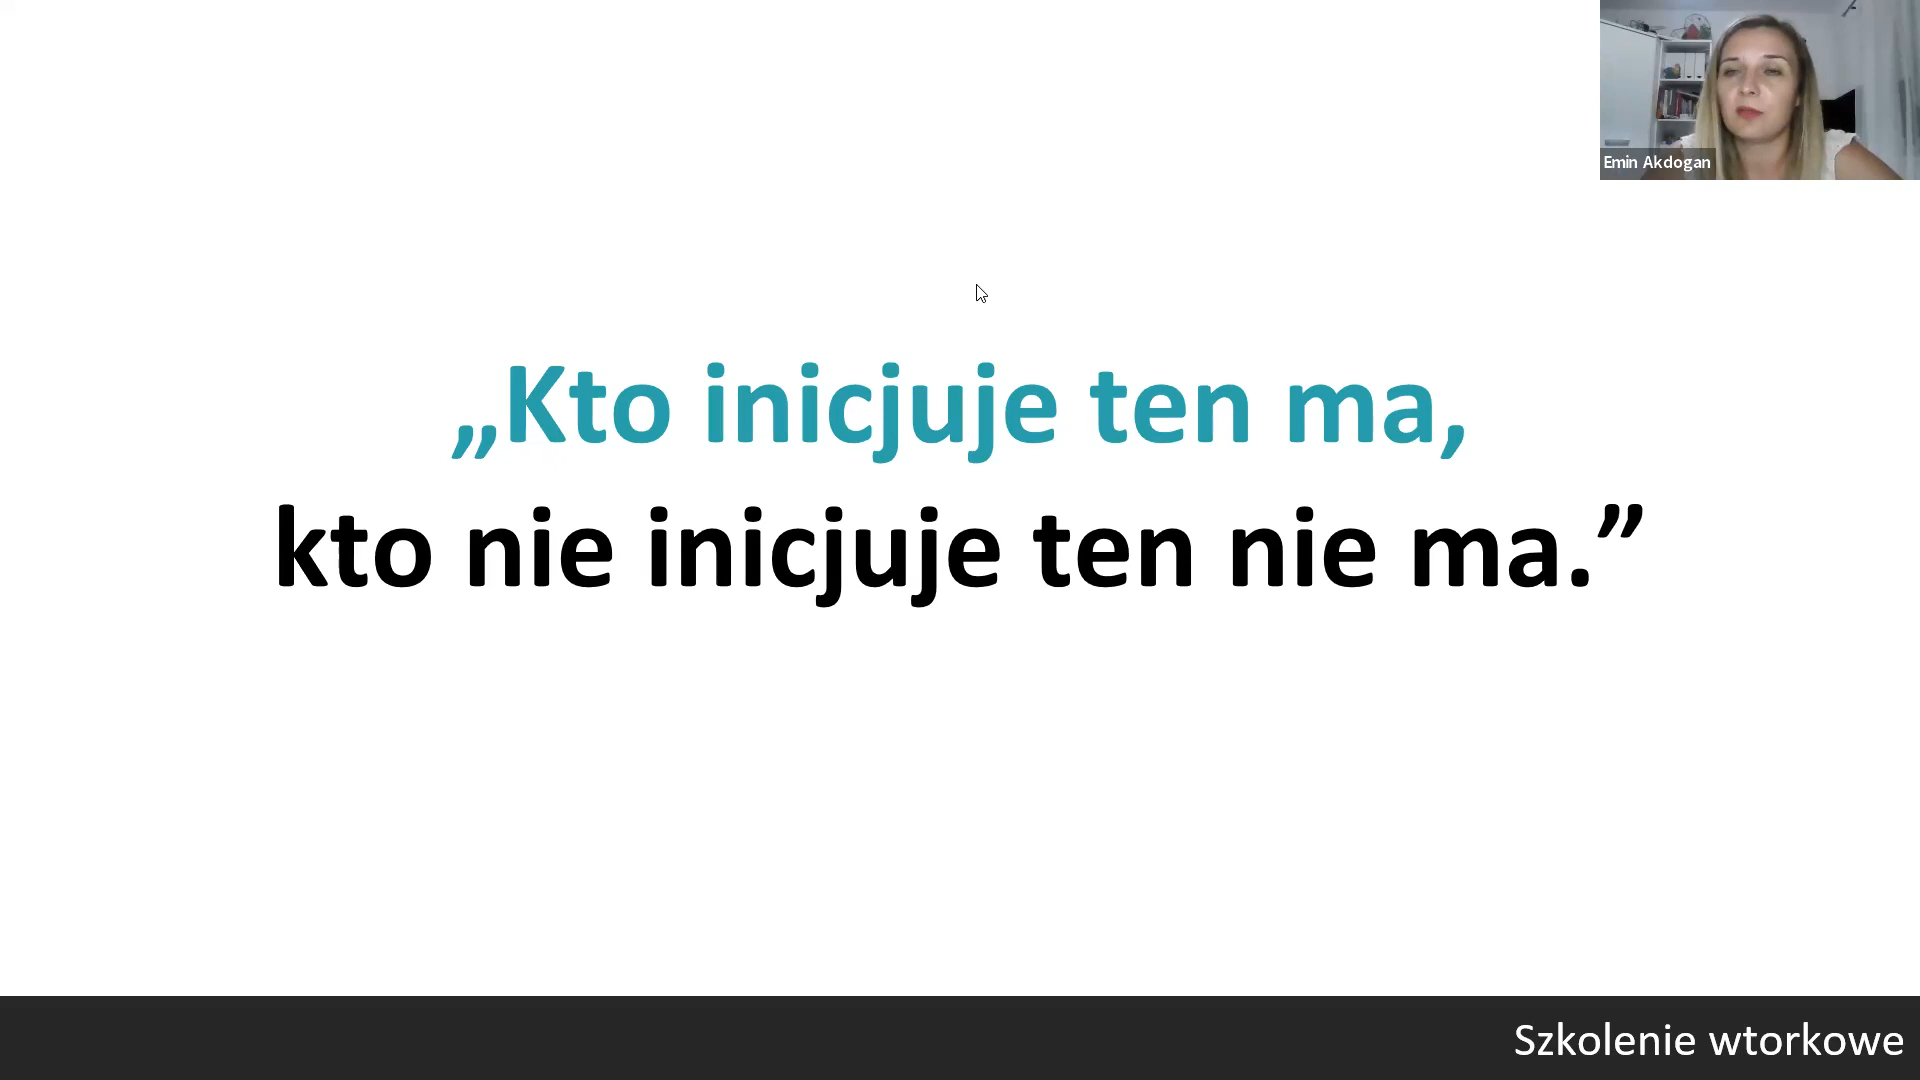 Emin Akdogan
„Kto inicjuje ten ma,
kto nie inicjuje ten nie ma.”
Szkolenie wtorkowe